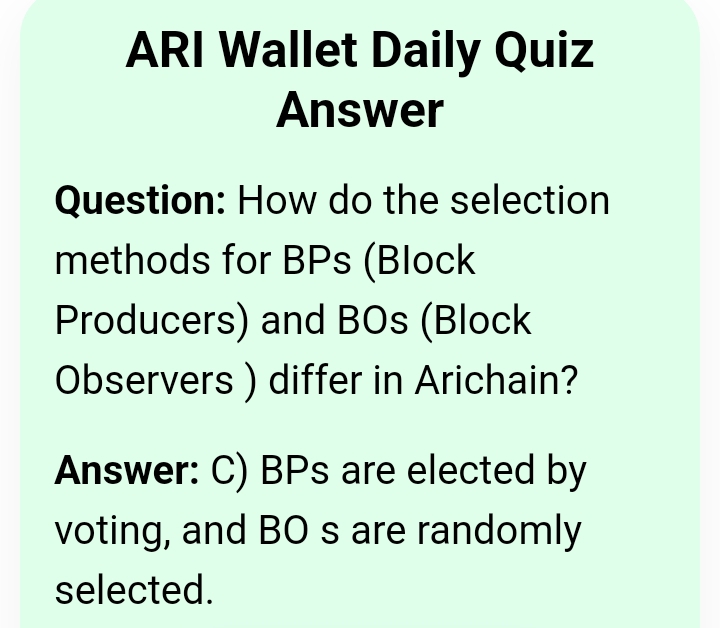 ARI Wallet Daily Quiz
Answer
Question: How do the selection
methods for BPs (Block
Producers) and BOs (Block
Observers ) differ in Arichain?
Answer: C) BPs are elected by
voting, and BO s are randomly
selected.